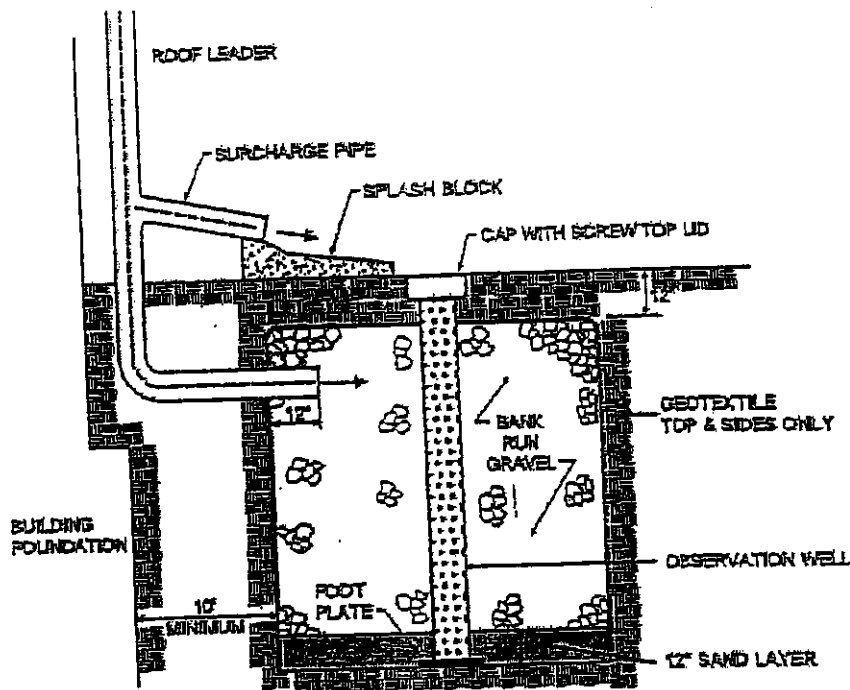 ROOF LEADER
SURCHARGE PIPE
SPLASH BLOCK
CAP WITH SCREW TOP LID
12"
12"
GEOTEXTILE
TOP & SIDES ONLY
BANK
RUN
GRAVEL
BUILDING
FOUNDATION
OBSERVATION WELL
FOOT
PLATE
10'
MINIMUM
12" SAND LAYER